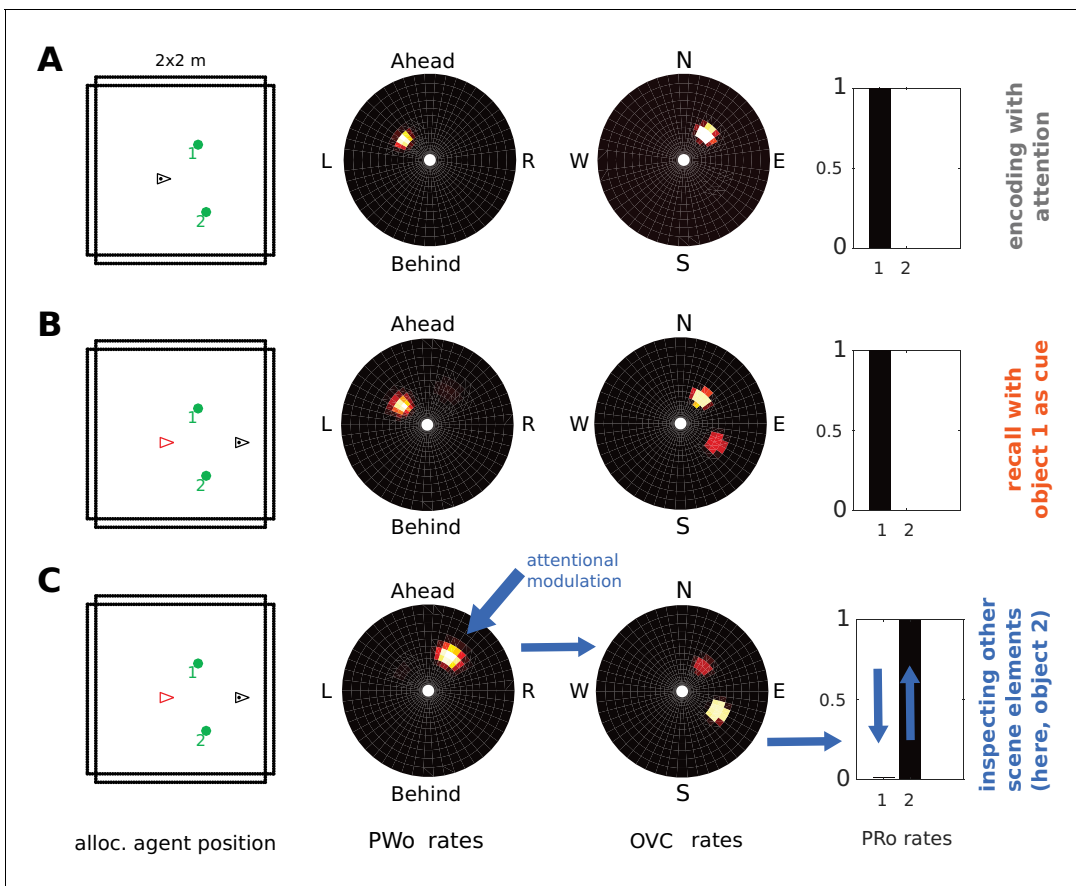 A
2x2 m
1
2
Ahead
L
R
Behind
N
W
E
S
1
0.5
0
1 2
encoding with
attention
B
1
2
Ahead
L
R
Behind
N
W
E
S
1
0.5
0
1 2
recall with
object 1 as cue
C
1
2
attentional
modulation
Ahead
L
R
Behind
N
W
E
S
1
0.5
0
1 2
inspecting other
scene elements
(here, object 2)
alloc. agent position
PWo rates
OVC rates
PRo rates